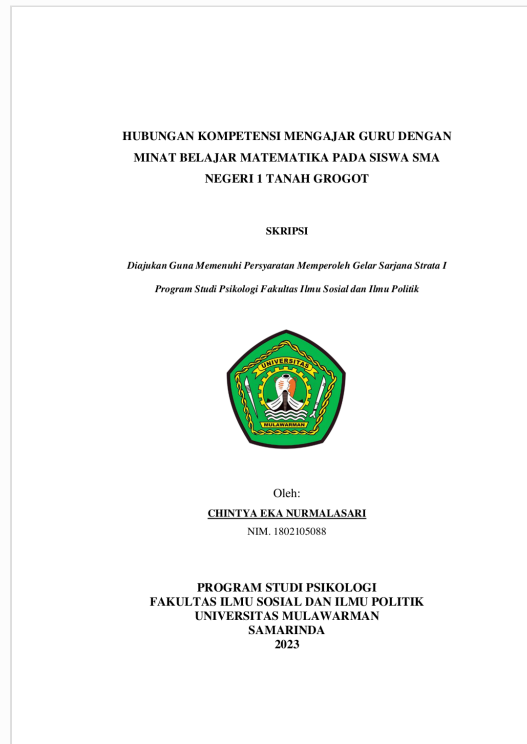 HUBUNGAN KOMPETENSI MENGAJAR GURU DENGAN
MINAT BELAJAR MATEMATIKA PADA SISWA SMA
NEGERI 1 TANAH GROGOT
SKRIPSI
Diajukan Guna Memenuhi Persyaratan Memperoleh Gelar Sarjana Strata I
Program Studi Psikologi Fakultas Ilmu Sosial dan Ilmu Politik
UNIVERSITAS
MULAWARMAN
Oleh:
CHINTYA EKA NURMALASARI
NIM. 1802105088
PROGRAM STUDI PSIKOLOGI
FAKULTAS ILMU SOSIAL DAN ILMU POLITIK
UNIVERSITAS MULAWARMAN
SAMARINDA
2023